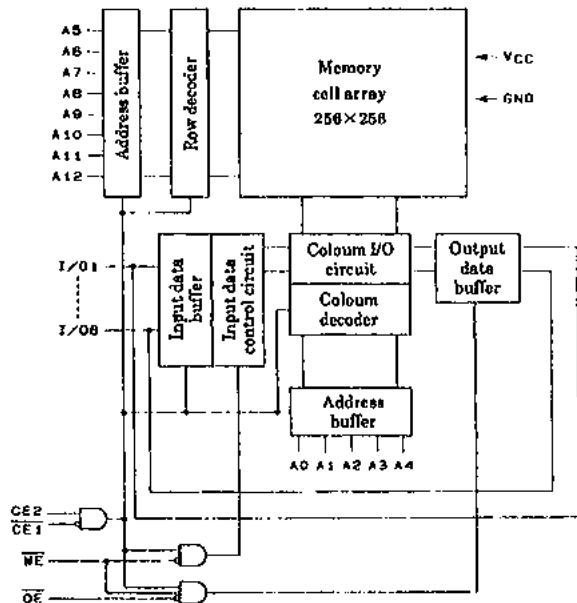 A5
A6
A7
A8
A9
A10
A11
A12
Address buffer
Row decoder
Memory
cell array
256×256
VCC
GND
I/O1
I/O8
Input data
buffer
Input data
control circuit
Coloum I/O
circuit
Coloum
decoder
Output
data
buffer
Address
buffer
A0 A1 A2 A3 A4
CE2
CE1
WE
OE